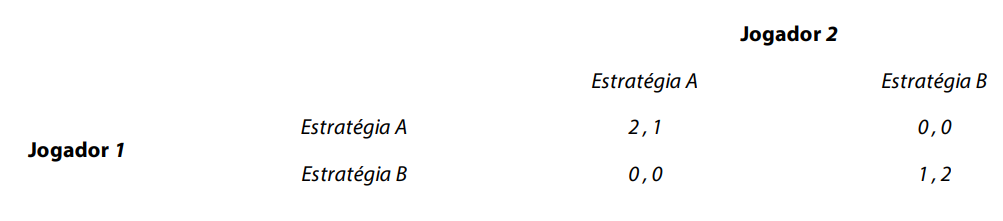 Jogador 2
Estratégia A Estratégia B
Estratégia A 2 , 1 0 , 0
Jogador 1
Estratégia B 0 , 0 1 , 2